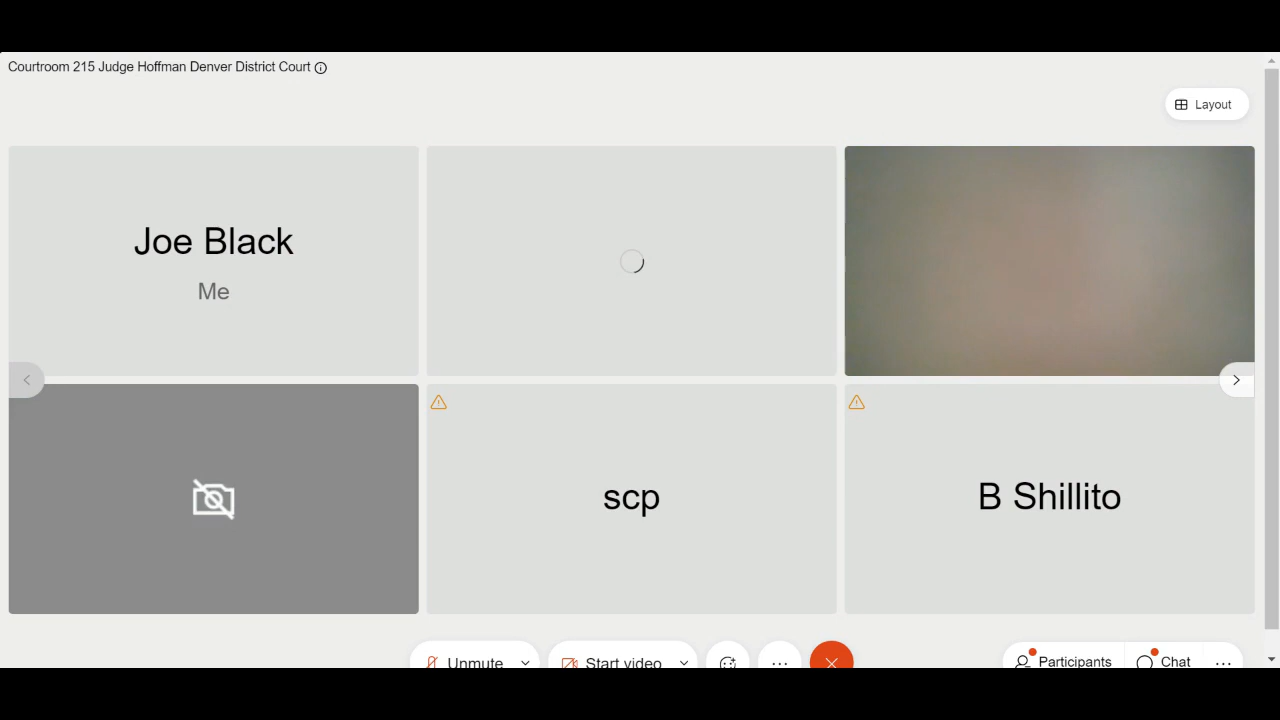 Courtroom 215 Judge Hoffman Denver District Court
Layout
Joe Black
Me
scp
B Shillito
Unmute
Start video
Participants
Chat